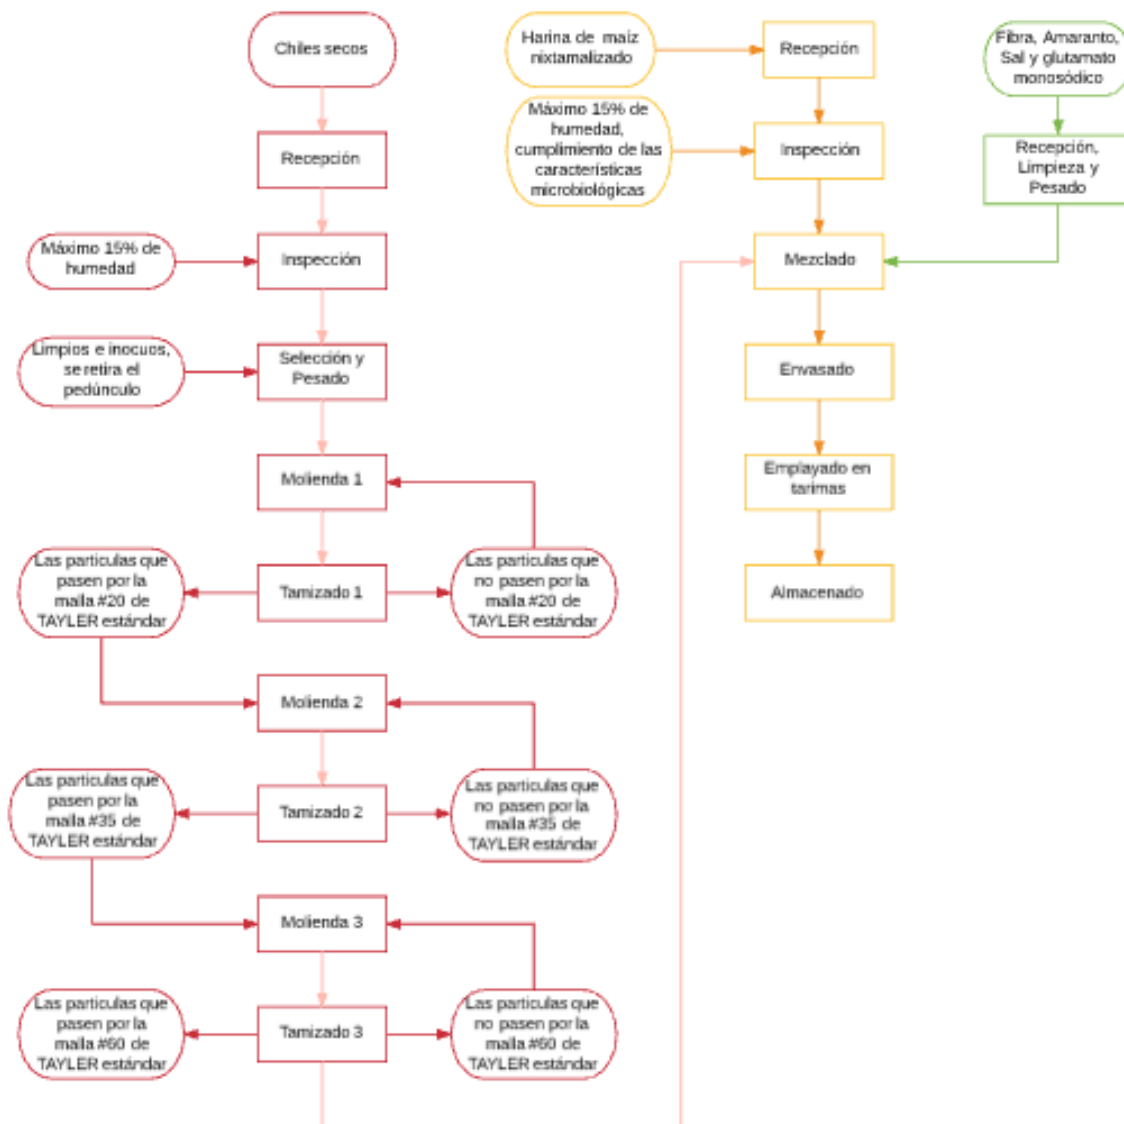 Chiles secos
Recepción
Máximo 15% de
humedad
Inspección
Limpios e inocuos,
se retira el
pedúnculo
Selección y
Pesado
Molienda 1
Las particulas que
pasen por la
malla #20 de
TAYLER estándar
Tamizado 1
Las particulas que
no pasen por la
malla #20 de
TAYLER estándar
Molienda 2
Las particulas que
pasen por la
malla #35 de
TAYLER estándar
Tamizado 2
Las particulas que
no pasen por la
malla #35 de
TAYLER estándar
Molienda 3
Las particulas que
pasen por la
malla #60 de
TAYLER estándar
Tamizado 3
Las particulas que
no pasen por la
malla #60 de
TAYLER estándar
Harina de maíz
nixtamalizado
Recepción
Máximo 15% de
humedad,
cumplimiento de las
características
microbiológicas
Inspección
Mezclado
Envasado
Emplayado en
tarimas
Almacenado
Fibra, Amaranto,
Sal y glutamato
monosódico
Recepción,
Limpieza y
Pesado